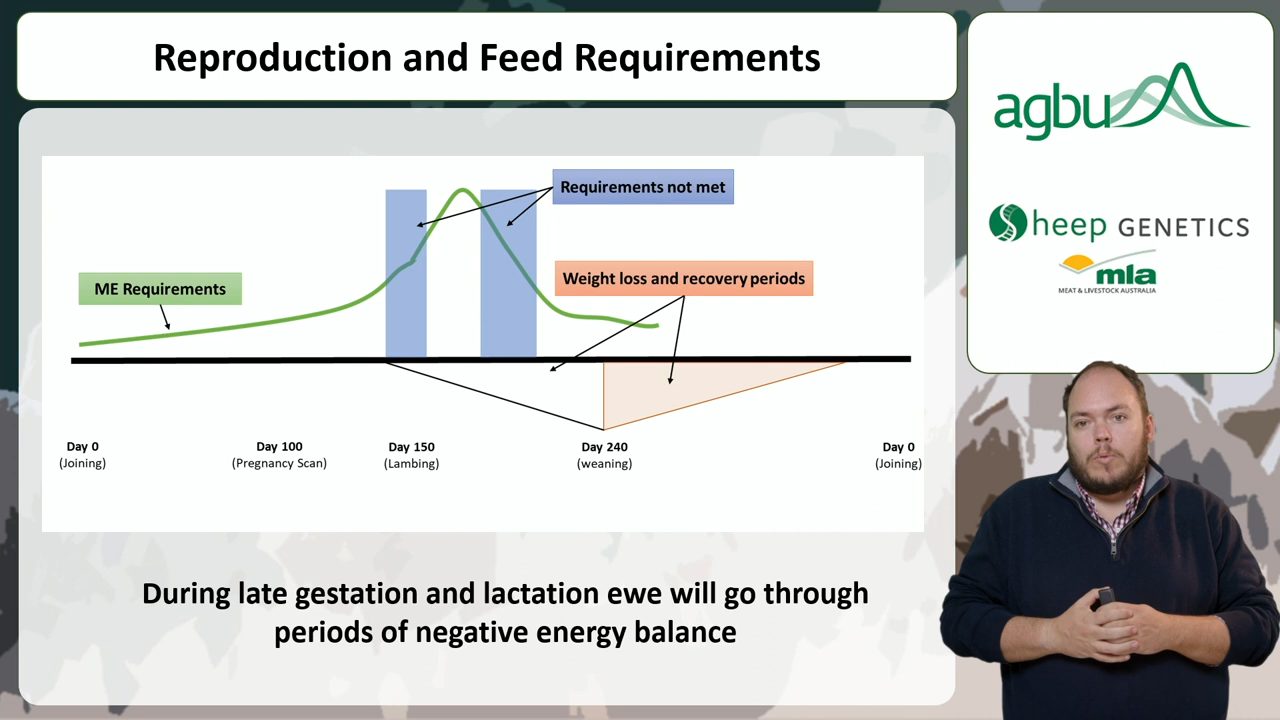 Reproduction and Feed Requirements
agbu
Sheep GENETICS
mla
MEAT & LIVESTOCK AUSTRALIA
Requirements not met
Weight loss and recovery periods
ME Requirements
Day 0
(Joining)
Day 100
(Pregnancy Scan)
Day 150
(Lambing)
Day 240
(weaning)
Day 0
(Joining)
During late gestation and lactation ewe will go through
periods of negative energy balance